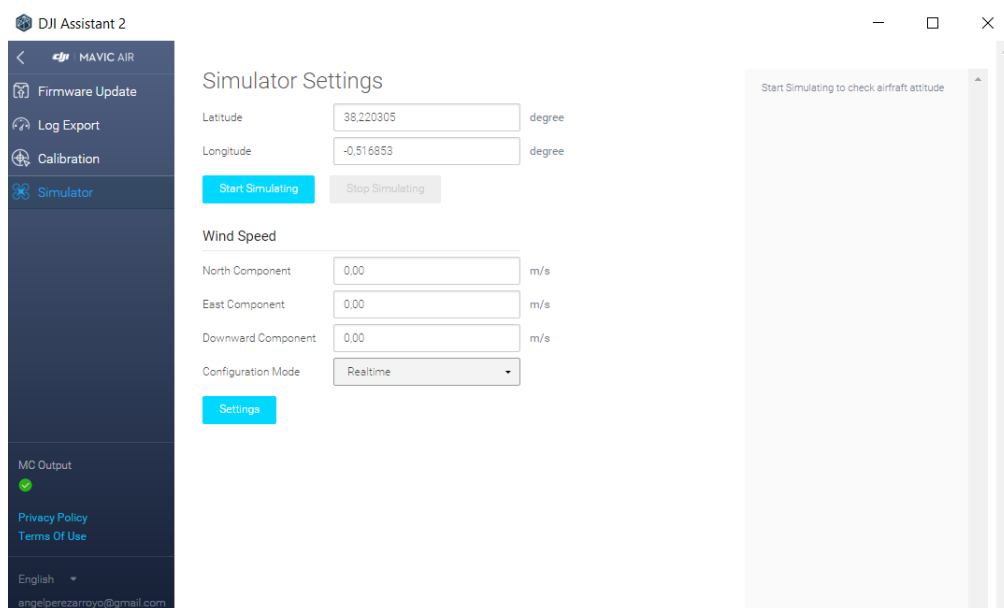 DJI Assistant 2
dji MAVIC AIR
Firmware Update
Log Export
Calibration
Simulator
MC Output
Privacy Policy
Terms Of Use
English
angelperezarroyo@gmail.com
Simulator Settings
Latitude 38,220305 degree
Longitude -0,516853 degree
Start Simulating Stop Simulating
Wind Speed
North Component 0,00 m/s
East Component 0,00 m/s
Downward Component 0,00 m/s
Configuration Mode Realtime
Settings
Start Simulating to check airfraft attitude